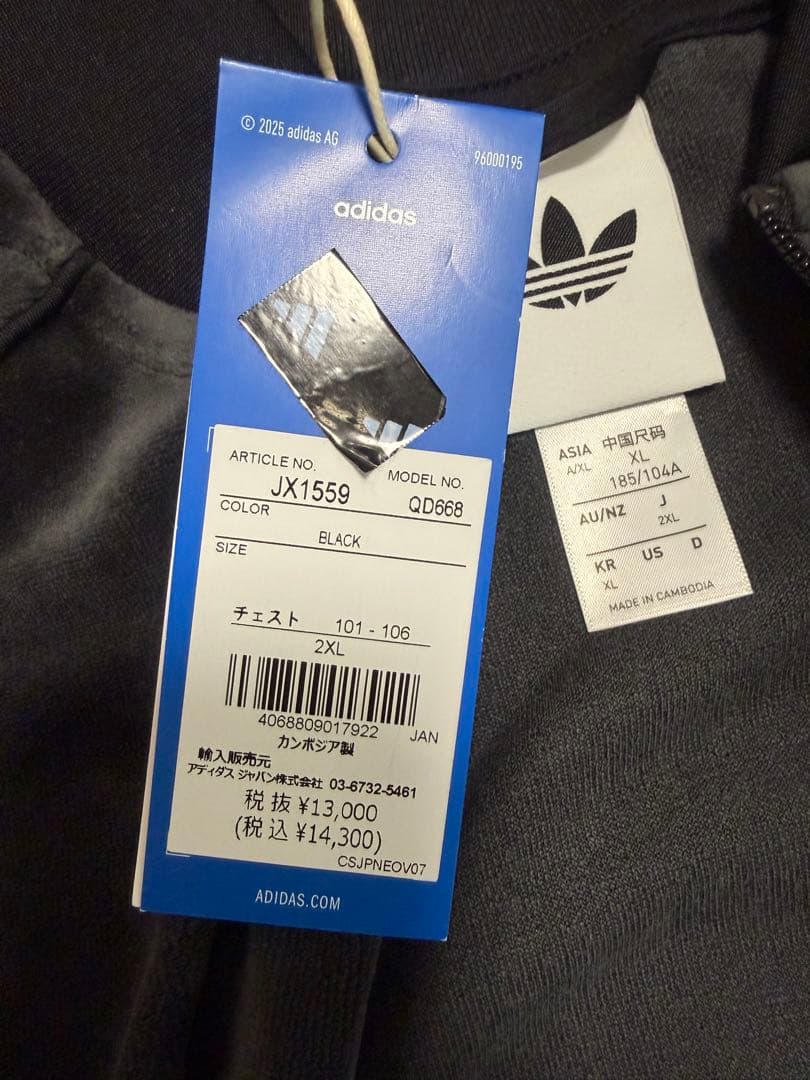 © 2025 adidas AG
96000195
adidas
ARTICLE NO.
MODEL NO.
JX1559
QD668
COLOR
BLACK
SIZE
チェスト 101 - 106
2XL
4068809017922 JAN
カンボジア製
輸入販売元
アディダス ジャパン株式会社 03-6732-5461
税抜 ¥13,000
(税込 ¥14,300)
CSJPNEOV07
ADIDAS.COM
ASIA 中国尺码
A/XL XL
185/104A
AU/NZ J
2XL
KR US D
XL
MADE IN CAMBODIA